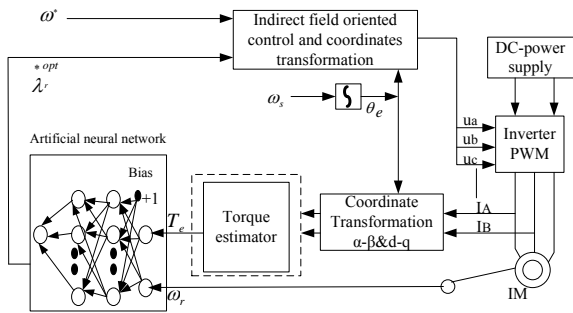 ω*
Indirect field oriented
control and coordinates
transformation
DC-power
supply
λr* opt
ωs
∫
θe
ua
ub
uc
Inverter
PWM
Artificial neural network
Bias
+1
Te
Torque
estimator
Coordinate
Transformation
α-β&d-q
IA
IB
ωr
IM